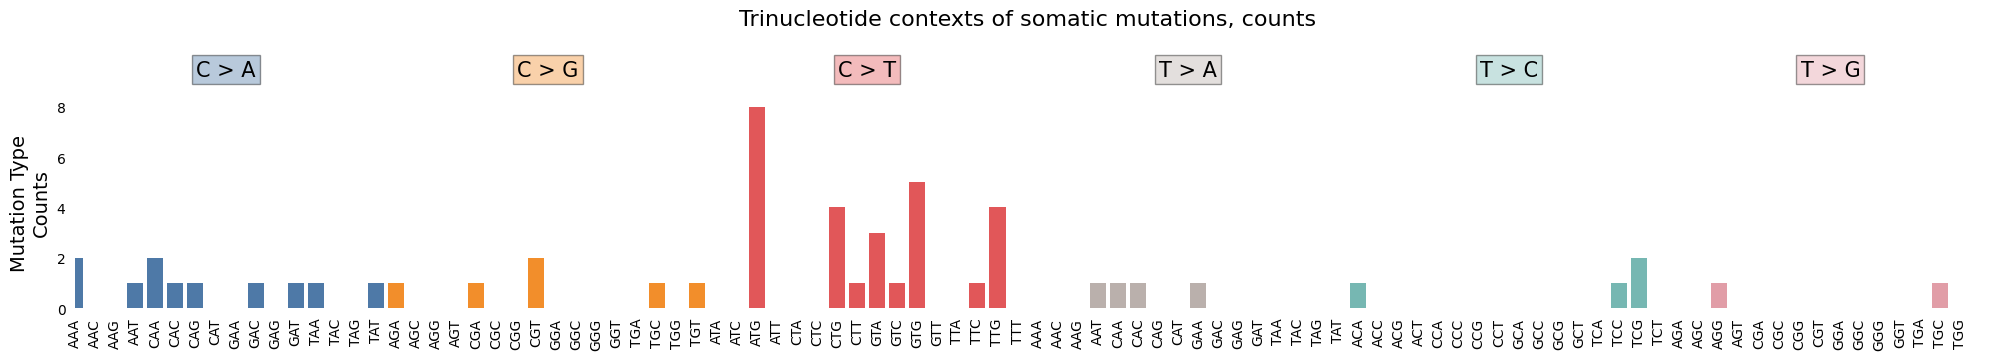 Trinucleotide contexts of somatic mutations, counts
C > A
C > G
C > T
T > A
T > C
T > G
Mutation Type
Counts
8
6
4
2
0
AAA
AAC
AAG
AAT
CAA
CAC
CAG
CAT
GAA
GAC
GAG
GAT
TAA
TAC
TAG
TAT
AGA
AGC
AGG
AGT
CGA
CGC
CGG
CGT
GGA
GGC
GGG
GGT
TGA
TGC
TGG
TGT
ATA
ATC
ATG
ATT
CTA
CTC
CTG
CTT
GTA
GTC
GTG
GTT
TTA
TTC
TTG
TTT
AAA
AAC
AAG
AAT
CAA
CAC
CAG
CAT
GAA
GAC
GAG
GAT
TAA
TAC
TAG
TAT
ACA
ACC
ACG
ACT
CCA
CCC
CCG
CCT
GCA
GCC
GCG
GCT
TCA
TCC
TCG
TCT
AGA
AGC
AGG
AGT
CGA
CGC
CGG
CGT
GGA
GGC
GGG
GGT
TGA
TGC
TGG